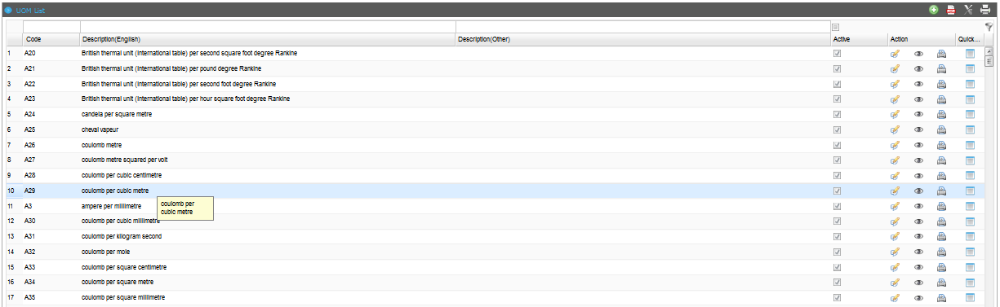 UOM List
Code Description(English) Description(Other) Active Action Quick...
1 A20 British thermal unit (international table) per second square foot degree Rankine
2 A21 British thermal unit (international table) per pound degree Rankine
3 A22 British thermal unit (international table) per second foot degree Rankine
4 A23 British thermal unit (international table) per hour square foot degree Rankine
5 A24 candela per square metre
6 A25 cheval vapeur
7 A26 coulomb metre
8 A27 coulomb metre squared per volt
9 A28 coulomb per cubic centimetre
10 A29 coulomb per cubic metre
11 A3 ampere per millimetre
coulomb per
cubic metre
12 A30 coulomb per cubic millimetre
13 A31 coulomb per kilogram second
14 A32 coulomb per mole
15 A33 coulomb per square centimetre
16 A34 coulomb per square metre
17 A35 coulomb per square millimetre